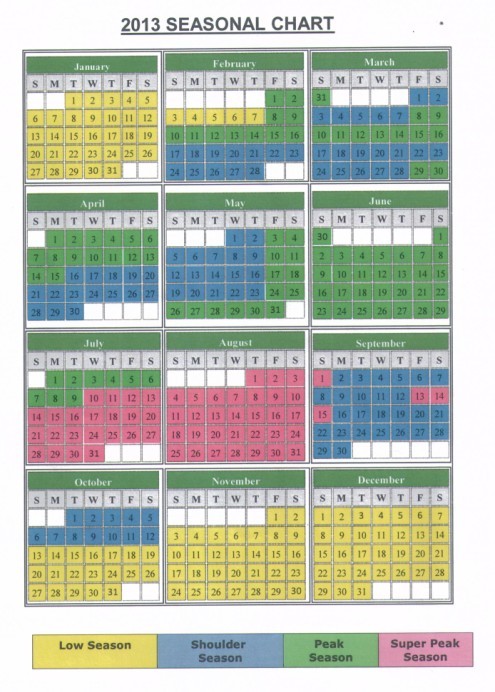 2013 SEASONAL CHART
January February March
S M T W T F S S M T W T F S S M T W T F S
1 2 3 4 5 1 2 31 1 2
6 7 8 9 10 11 12 3 4 5 6 7 8 9 3 4 5 6 7 8 9
13 14 15 16 17 18 19 10 11 12 13 14 15 16 10 11 12 13 14 15 16
20 21 22 23 24 25 26 17 18 19 20 21 22 23 17 18 19 20 21 22 23
27 28 29 30 31 24 25 26 27 28 24 25 26 27 28 29 30
April May June
S M T W T F S S M T W T F S S M T W T F S
1 2 3 4 5 6 1 2 3 4 30 1
7 8 9 10 11 12 13 5 6 7 8 9 10 11 2 3 4 5 6 7 8
14 15 16 17 18 19 20 12 13 14 15 16 17 18 9 10 11 12 13 14 15
21 22 23 24 25 26 27 19 20 21 22 23 24 25 16 17 18 19 20 21 22
28 29 30 26 27 28 29 30 31 23 24 25 26 27 28 29
July August September
S M T W T F S S M T W T F S S M T W T F S
1 2 3 4 5 6 1 2 3 1 2 3 4 5 6 7
7 8 9 10 11 12 13 4 5 6 7 8 9 10 8 9 10 11 12 13 14
14 15 16 17 18 19 20 11 12 13 14 15 16 17 15 16 17 18 19 20 21
21 22 23 24 25 26 27 18 19 20 21 22 23 24 22 23 24 25 26 27 28
28 29 30 31 25 26 27 28 29 30 31 29 30
October November December
S M T W T F S S M T W T F S S M T W T F S
1 2 3 4 5 1 2 1 2 3 4 5 6 7
6 7 8 9 10 11 12 3 4 5 6 7 8 9 8 9 10 11 12 13 14
13 14 15 16 17 18 19 10 11 12 13 14 15 16 15 16 17 18 19 20 21
20 21 22 23 24 25 26 17 18 19 20 21 22 23 22 23 24 25 26 27 28
27 28 29 30 31 24 25 26 27 28 29 30 29 30 31
Low Season Shoulder Season Peak Season Super Peak Season